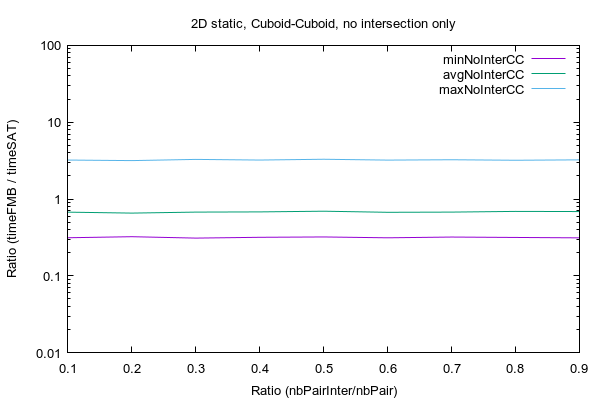 2D static, Cuboid-Cuboid, no intersection only
100
10
1
0.1
0.01
Ratio (timeFMB / timeSAT)
minNoInterCC
avgNoInterCC
maxNoInterCC
0.1 0.2 0.3 0.4 0.5 0.6 0.7 0.8 0.9
Ratio (nbPairInter/nbPair)